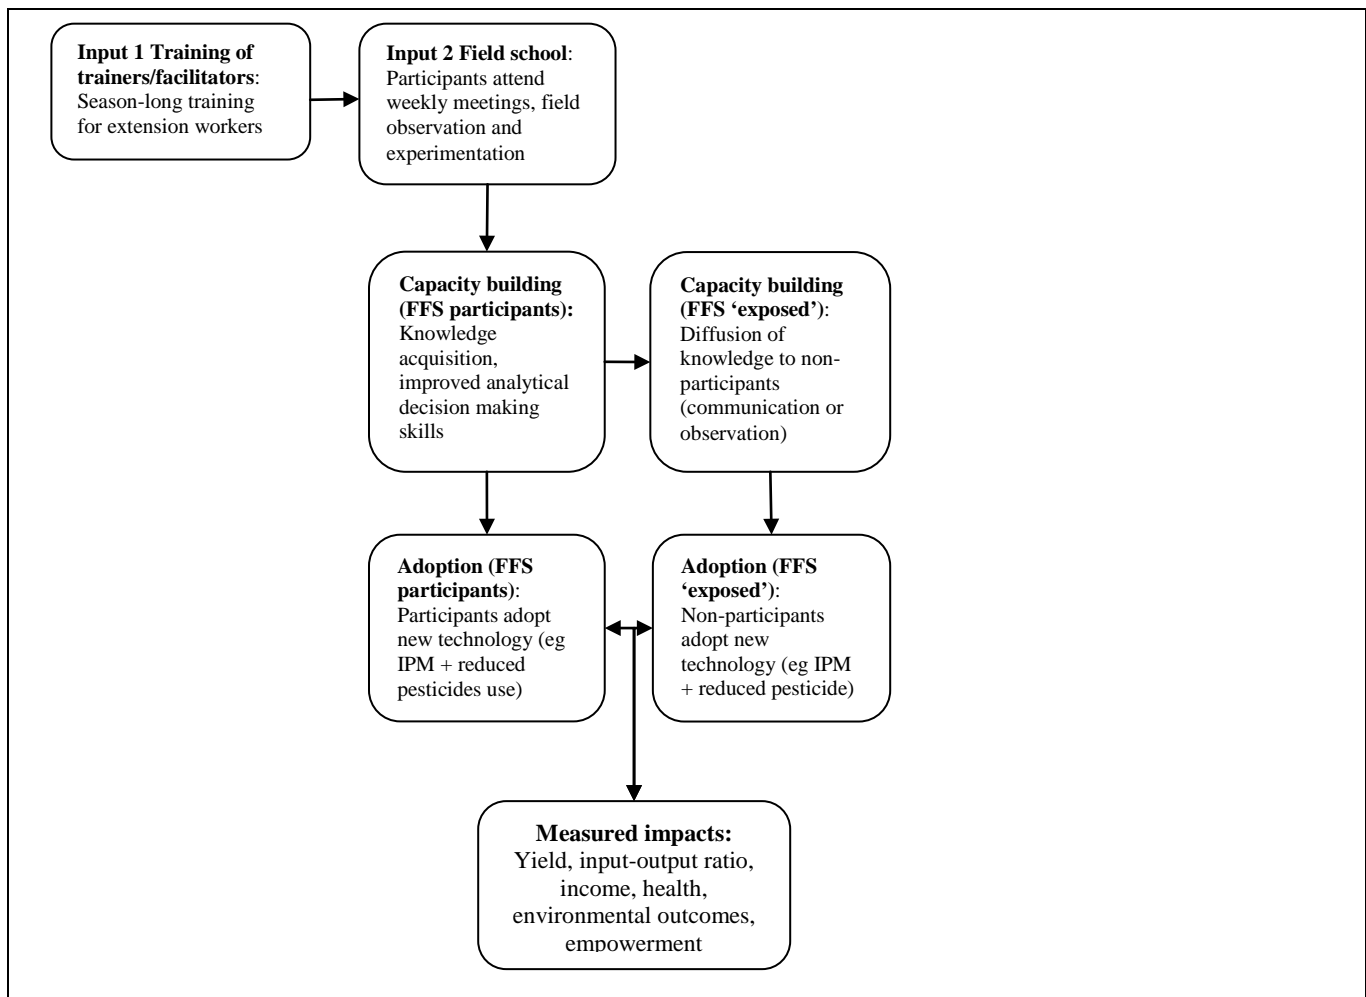 Input 1 Training of
trainers/facilitators:
Season-long training
for extension workers
Input 2 Field school:
Participants attend
weekly meetings, field
observation and
experimentation
Capacity building
(FFS participants):
Knowledge
acquisition,
improved analytical
decision making
skills
Capacity building
(FFS ‘exposed’):
Diffusion of
knowledge to non-
participants
(communication or
observation)
Adoption (FFS
participants):
Participants adopt
new technology (eg
IPM + reduced
pesticides use)
Adoption (FFS
‘exposed’):
Non-participants
adopt new
technology (eg IPM
+ reduced pesticide)
Measured impacts:
Yield, input-output ratio,
income, health,
environmental outcomes,
empowerment